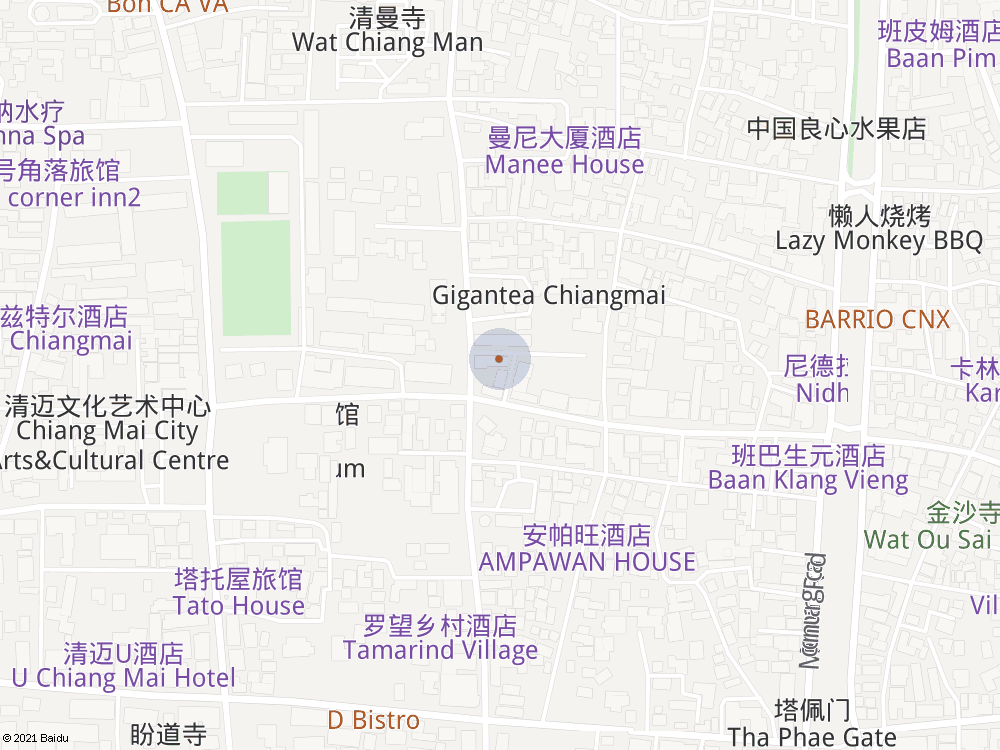 Bon CA VA
清曼寺
Wat Chiang Man
班皮姆酒店
Baan Pim
纳水疗
nna Spa
中国良心水果店
曼尼大厦酒店
Manee House
号角落旅馆
corner inn2
懒人烧烤
Lazy Monkey BBQ
Gigantea Chiangmai
兹特尔酒店
Chiangmai
BARRIO CNX
尼德拉
Nidh
卡林
Kar
清迈文化艺术中心
Chiang Mai City
Arts&Cultural Centre
馆
um
班巴生元酒店
Baan Klang Vieng
金沙寺
Wat Ou Sai
安帕旺酒店
AMPAWAN HOUSE
塔托屋旅馆
Tato House
Vil
罗望乡村酒店
Tamarind Village
清迈U酒店
U Chiang Mai Hotel
D Bistro
塔佩门
Tha Phae Gate
盼道寺
© 2021 Baidu